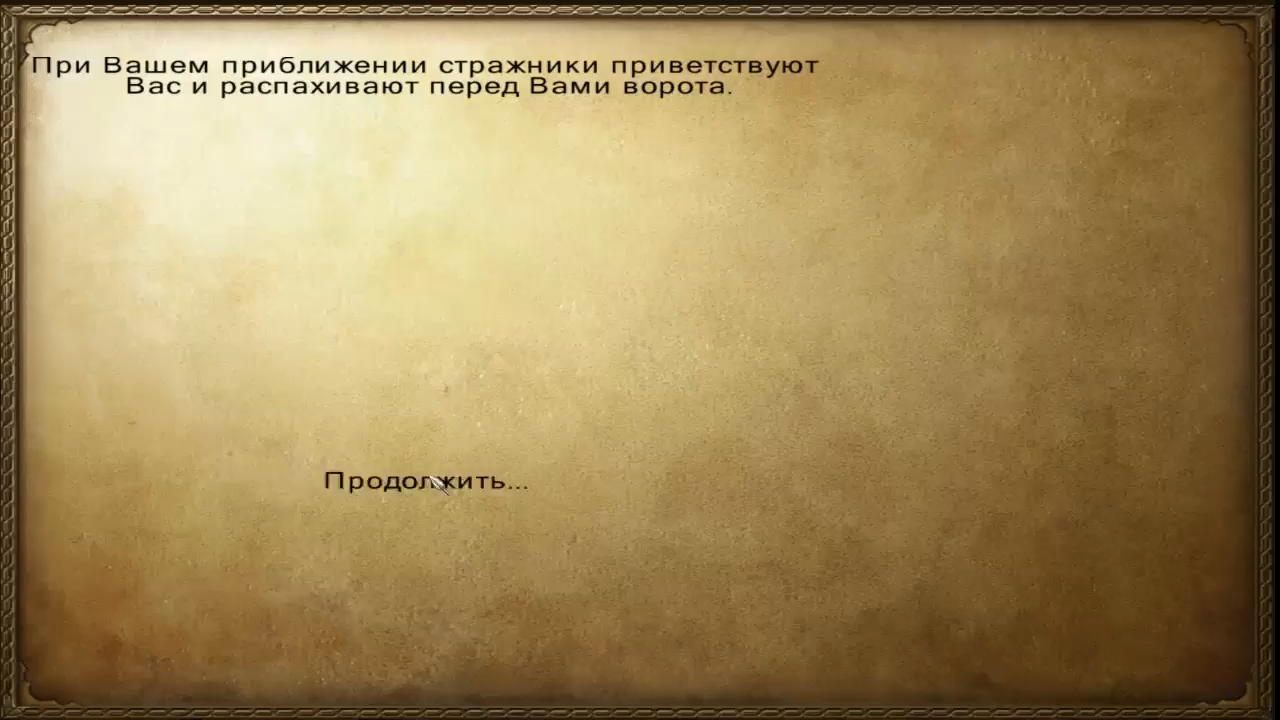 При Вашем приближении стражники приветствуют
Вас и распахивают перед Вами ворота.
Продолжить...